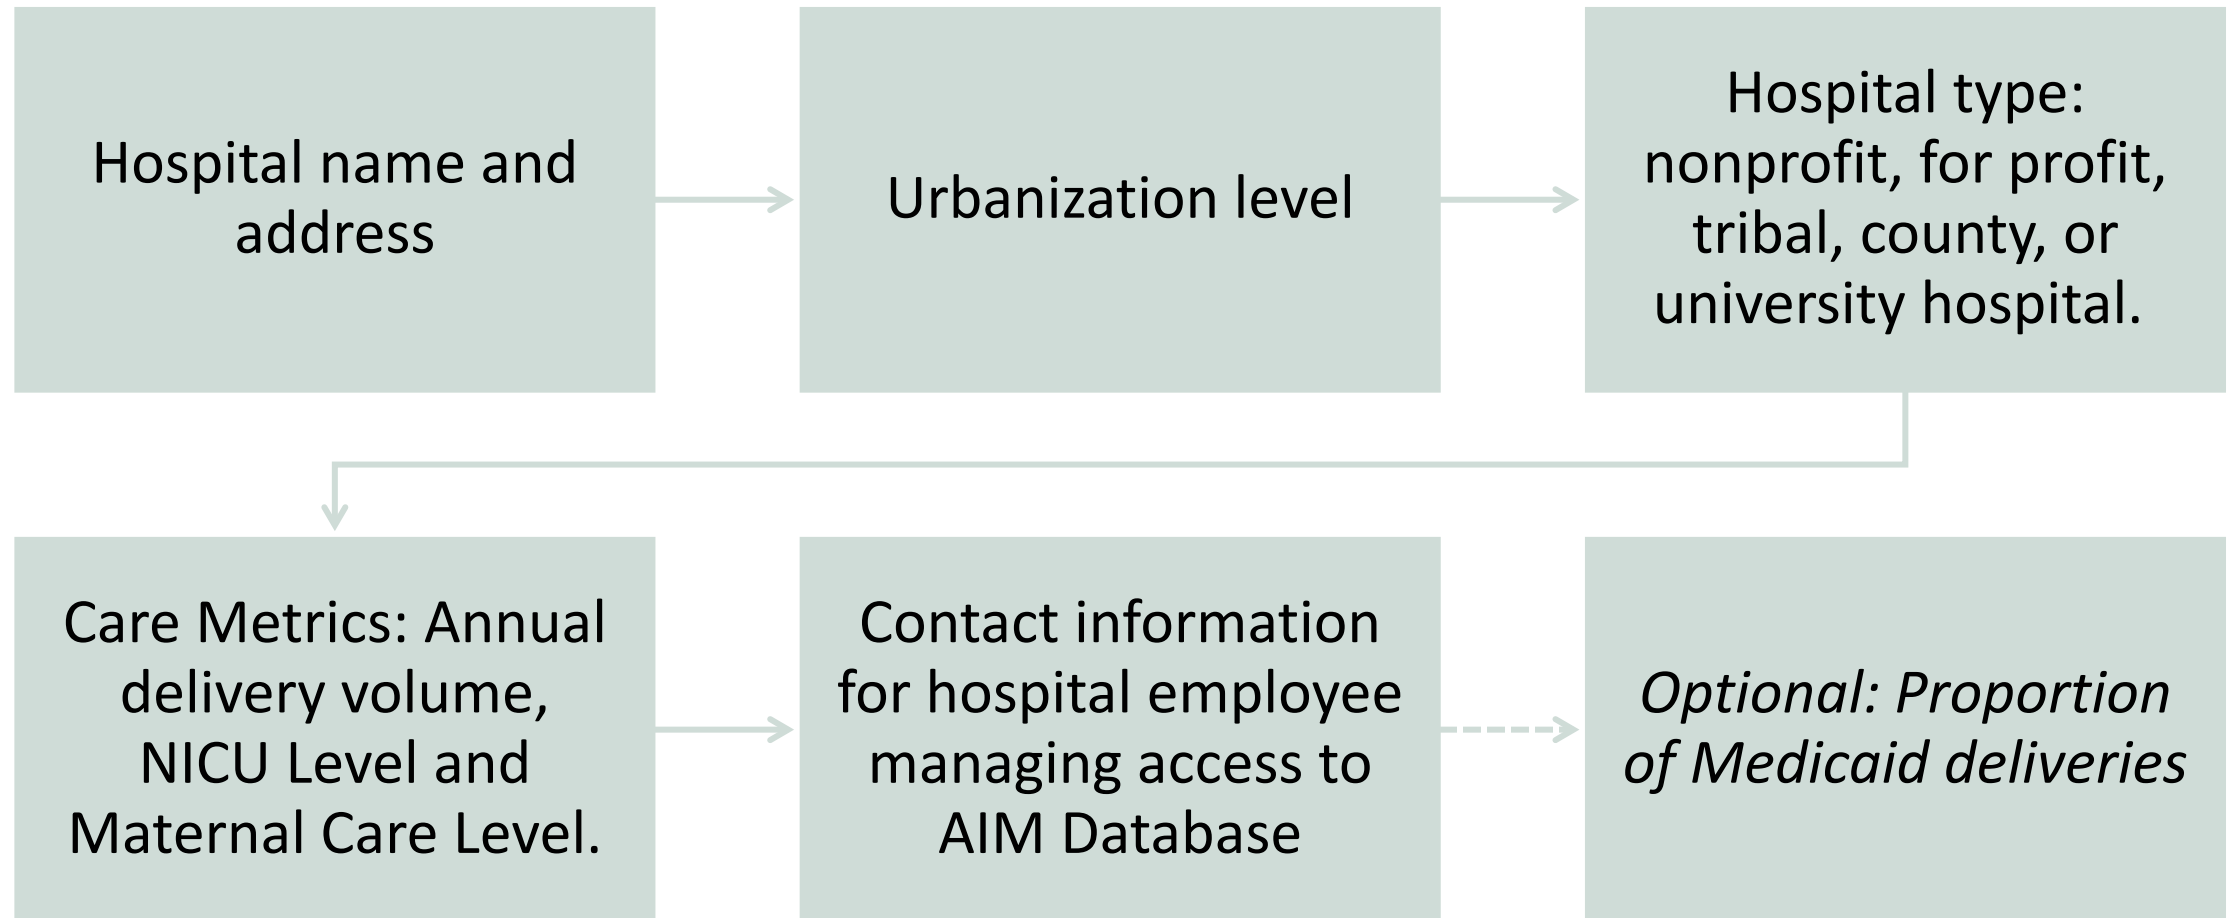 Hospital name and
address
Urbanization level
Hospital type:
nonprofit, for profit,
tribal, county, or
university hospital.
Care Metrics: Annual
delivery volume,
NICU Level and
Maternal Care Level.
Contact information
for hospital employee
managing access to
AIM Database
Optional: Proportion
of Medicaid deliveries